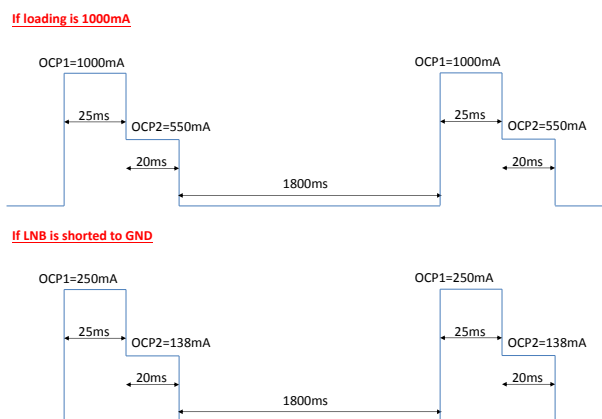 If loading is 1000mA
OCP1=1000mA
OCP1=1000mA
25ms
25ms
OCP2=550mA
OCP2=550mA
20ms
20ms
1800ms
If LNB is shorted to GND
OCP1=250mA
OCP1=250mA
25ms
25ms
OCP2=138mA
OCP2=138mA
20ms
20ms
1800ms